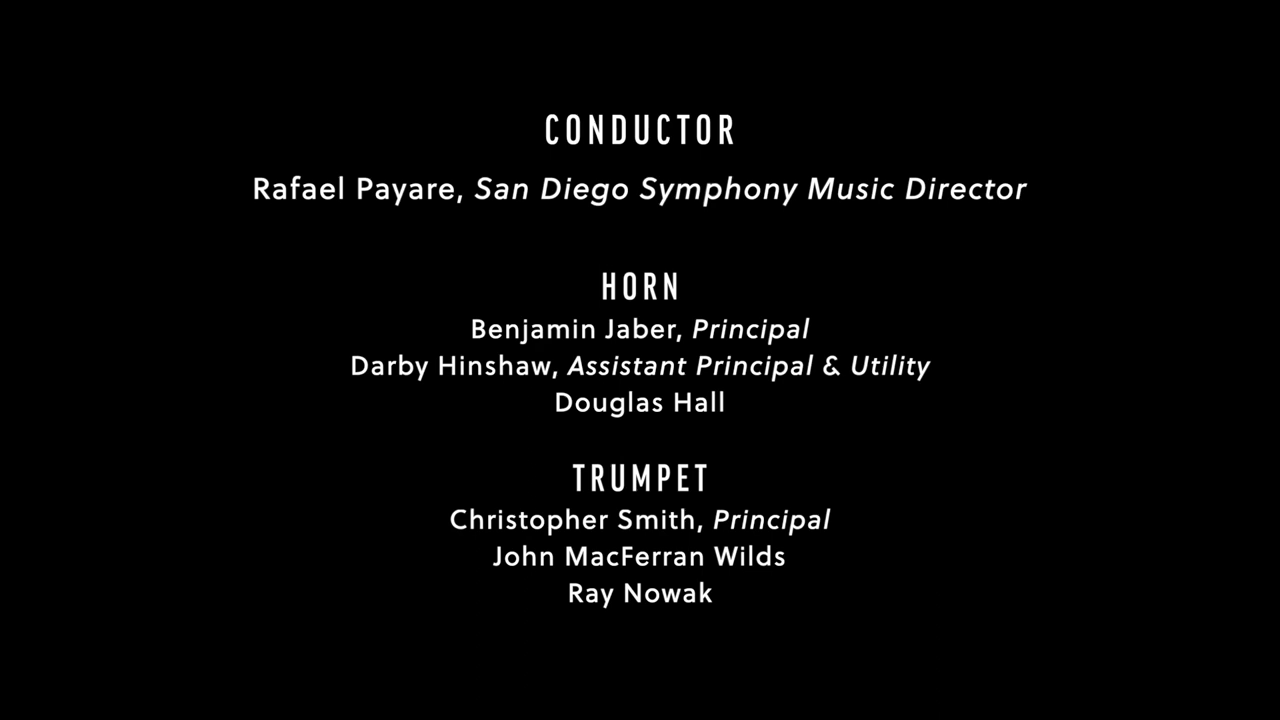 CONDUCTOR
Rafael Payare, San Diego Symphony Music Director
HORN
Benjamin Jaber, Principal
Darby Hinshaw, Assistant Principal & Utility
Douglas Hall
TRUMPET
Christopher Smith, Principal
John MacFerran Wilds
Ray Nowak